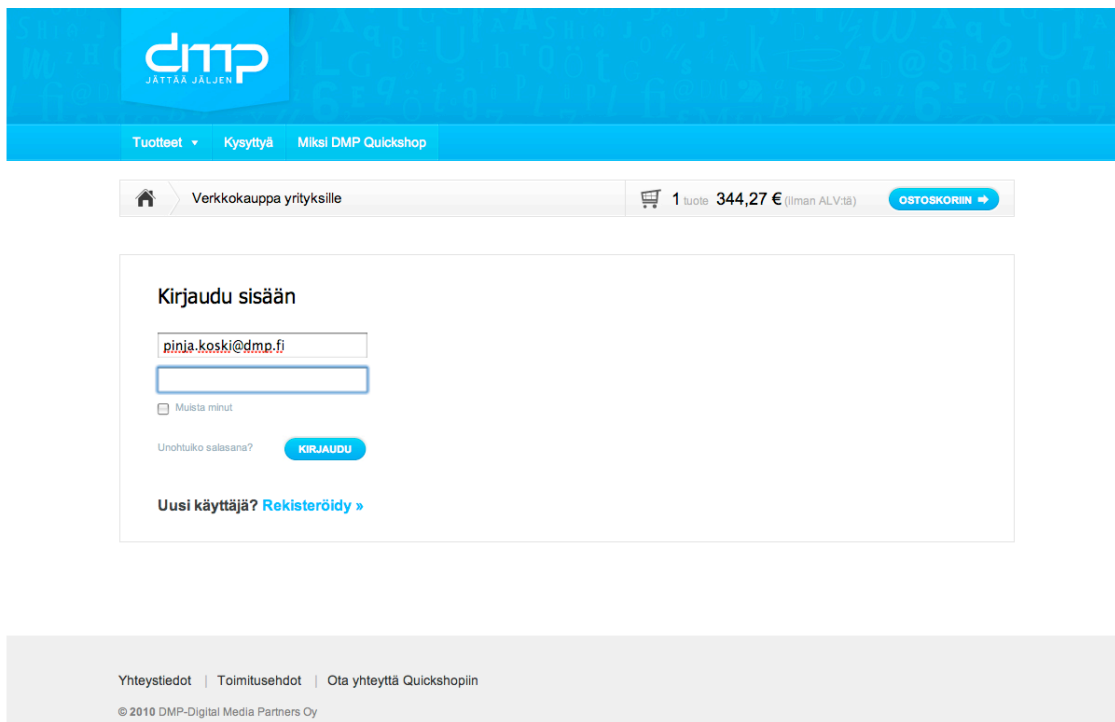 dmp
JÄTTÄÄ JÄLJEN
Tuotteet ▾ Kysyttyä Miksi DMP Quickshop
Verkkokauppa yrityksille 1 tuote 344,27 € (ilman ALV:tä) OSTOSKORIIN ➡
Kirjaudu sisään
pinja.koski@dmp.fi
Muista minut
Unohtuiko salasana? KIRJAUDU
Uusi käyttäjä? Rekisteröidy »
Yhteystiedot | Toimitusehdot | Ota yhteyttä Quickshopiin
© 2010 DMP-Digital Media Partners Oy